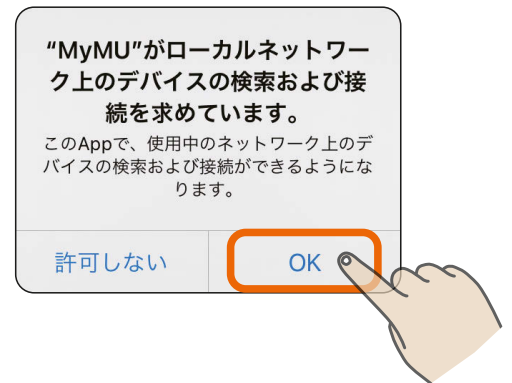 “MyMU”がローカルネットワー
ク上のデバイスの検索および接
続を求めています。
このAppで、使用中のネットワーク上のデ
バイスの検索および接続ができるようにな
ります。
許可しない
OK